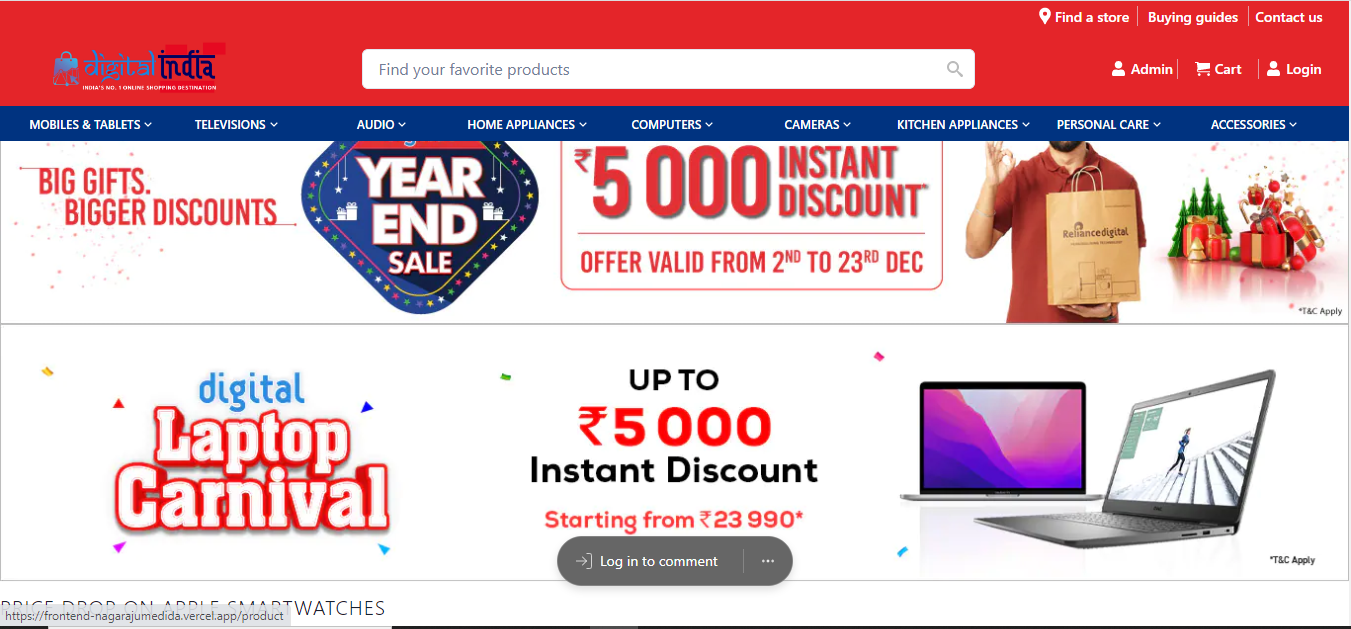 Find a store
Buying guides
Contact us
digital india
INDIA'S NO. 1 ONLINE SHOPPING DESTINATION
Find your favorite products
Admin
Cart
Login
MOBILES & TABLETS
TELEVISIONS
AUDIO
HOME APPLIANCES
COMPUTERS
CAMERAS
KITCHEN APPLIANCES
PERSONAL CARE
ACCESSORIES
BIG GIFTS.
BIGGER DISCOUNTS
YEAR
END
SALE
₹5 000 INSTANT
DISCOUNT*
OFFER VALID FROM 2ND TO 23RD DEC
Reliancedigital
*T&C Apply
digital
Laptop
Carnival
UP TO
₹5 000
Instant Discount
Starting from ₹23 990*
*T&C Apply
Log in to comment
PRICE DROP ON APPLE SMARTWATCHES
https://frontend-nagarajumedida.vercel.app/product